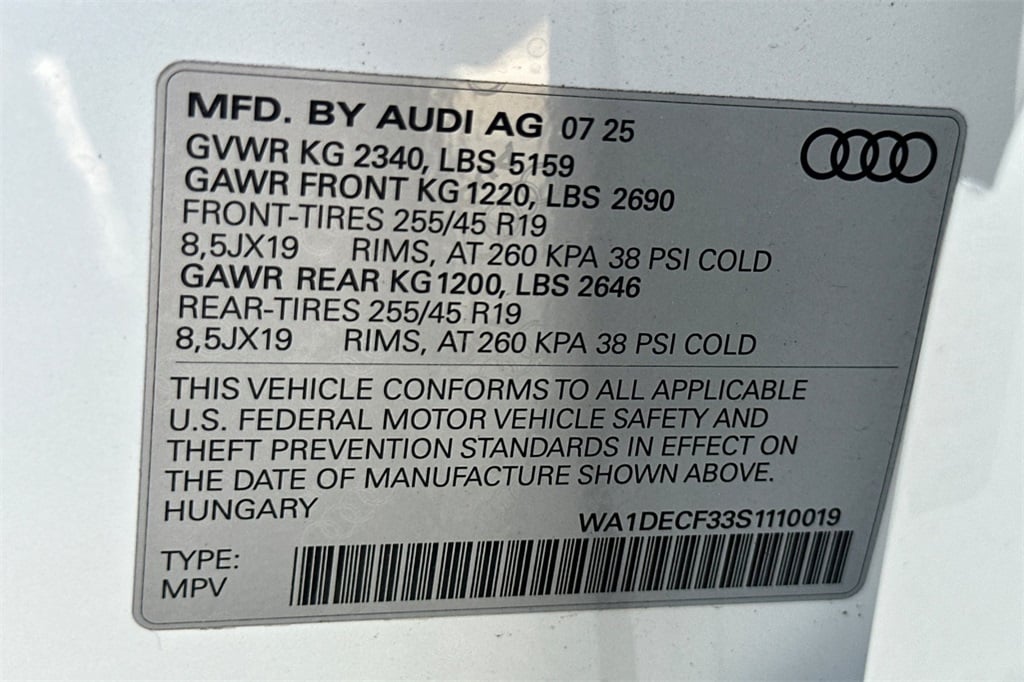 MFD. BY AUDI AG 07 25
GVWR KG 2340, LBS 5159
GAWR FRONT KG 1220, LBS 2690
FRONT-TIRES 255/45 R19
8,5JX19 RIMS, AT 260 KPA 38 PSI COLD
GAWR REAR KG 1200, LBS 2646
REAR-TIRES 255/45 R19
8,5JX19 RIMS, AT 260 KPA 38 PSI COLD
THIS VEHICLE CONFORMS TO ALL APPLICABLE
U.S. FEDERAL MOTOR VEHICLE SAFETY AND
THEFT PREVENTION STANDARDS IN EFFECT ON
THE DATE OF MANUFACTURE SHOWN ABOVE.
HUNGARY
WA1DECF33S1110019
TYPE:
MPV